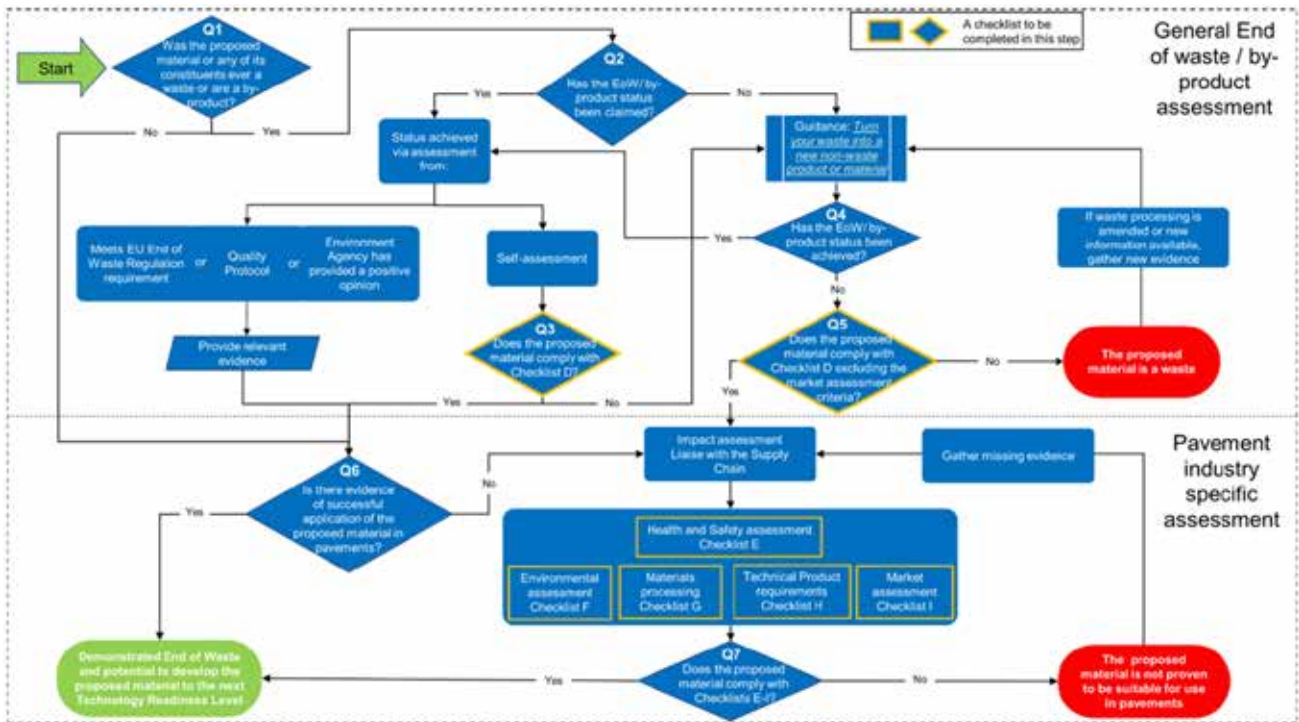 Start
Q1
Was the proposed
material or any of its
constituents ever a
waste or are a by-
product?
Q2
Has the EoW/ by-
product status
been claimed?
A checklist to be
completed in this step
General End
of waste / by-
product
assessment
No
Yes
Yes
No
Status achieved
via assessment
from:
Guidance: Turn
your waste into a
new non-waste
product or material
Q4
Has the EoW/ by-
product status been
achieved?
Yes
No
If waste processing is
amended or new
information available,
gather new evidence
Meets EU End of
Waste Regulation
requirement
or
Quality
Protocol
or
Environment
Agency has
provided a positive
opinion
Self-assessment
Provide relevant
evidence
Q3
Does the proposed
material comply with
Checklist D?
Q5
Does the proposed
material comply with
Checklist D excluding the
market assessment
criteria?
No
The proposed
material is a waste
Yes
No
Yes
Q6
Is there evidence
of successful
application of the
proposed material in
pavements?
Yes
No
Impact assessment
Liaise with the Supply
Chain
Gather missing evidence
Pavement
industry
specific
assessment
Health and Safety assessment
Checklist E
Environmental
assessment
Checklist F
Materials
processing
Checklist G
Technical Product
requirements
Checklist H
Market
assessment
Checklist I
Q7
Does the proposed
material comply with
Checklists E-I?
Yes
No
Demonstrated End of Waste
and potential to develop the
proposed material to the next
Technology Readiness Level
The proposed
material is not proven
to be suitable for use
in pavements